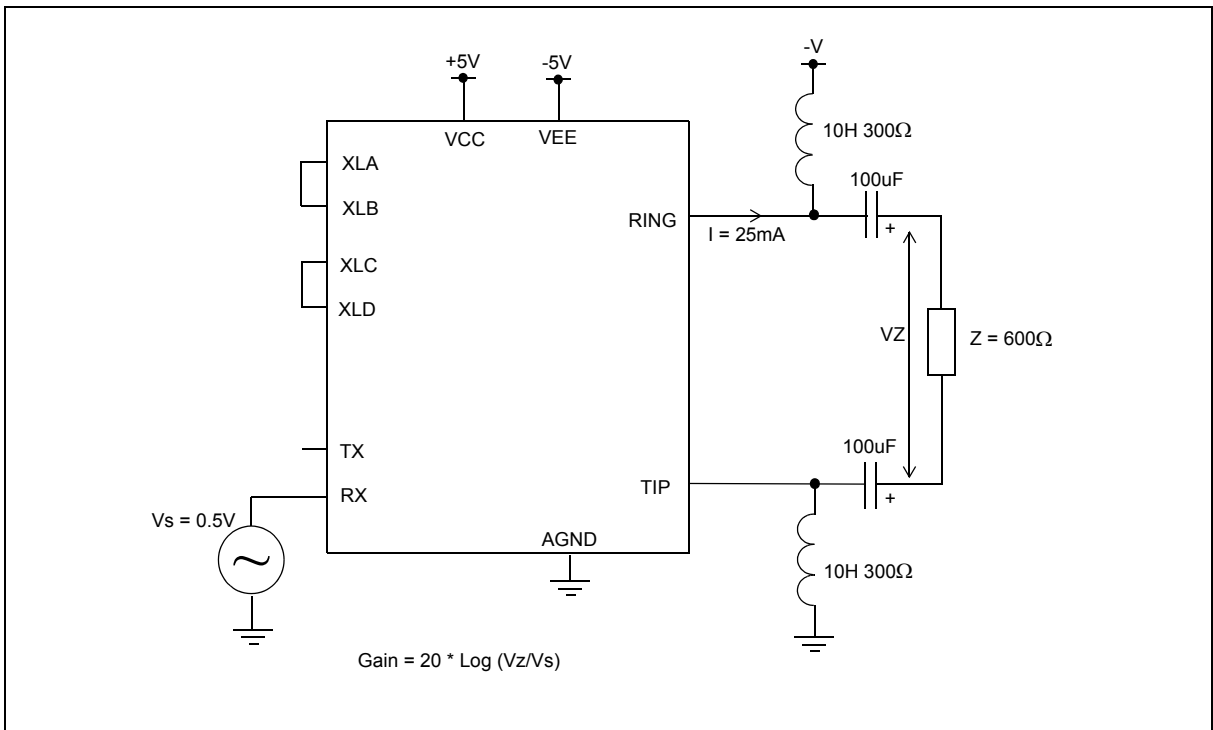 -V
+5V
-5V
10H 300Ω
VCC
VEE
XLA
100uF
XLB
RING
+
I = 25mA
XLC
XLD
VZ
Z = 600Ω
100uF
TX
TIP
RX
+
Vs = 0.5V
AGND
10H 300Ω
Gain = 20 * Log (Vz/Vs)